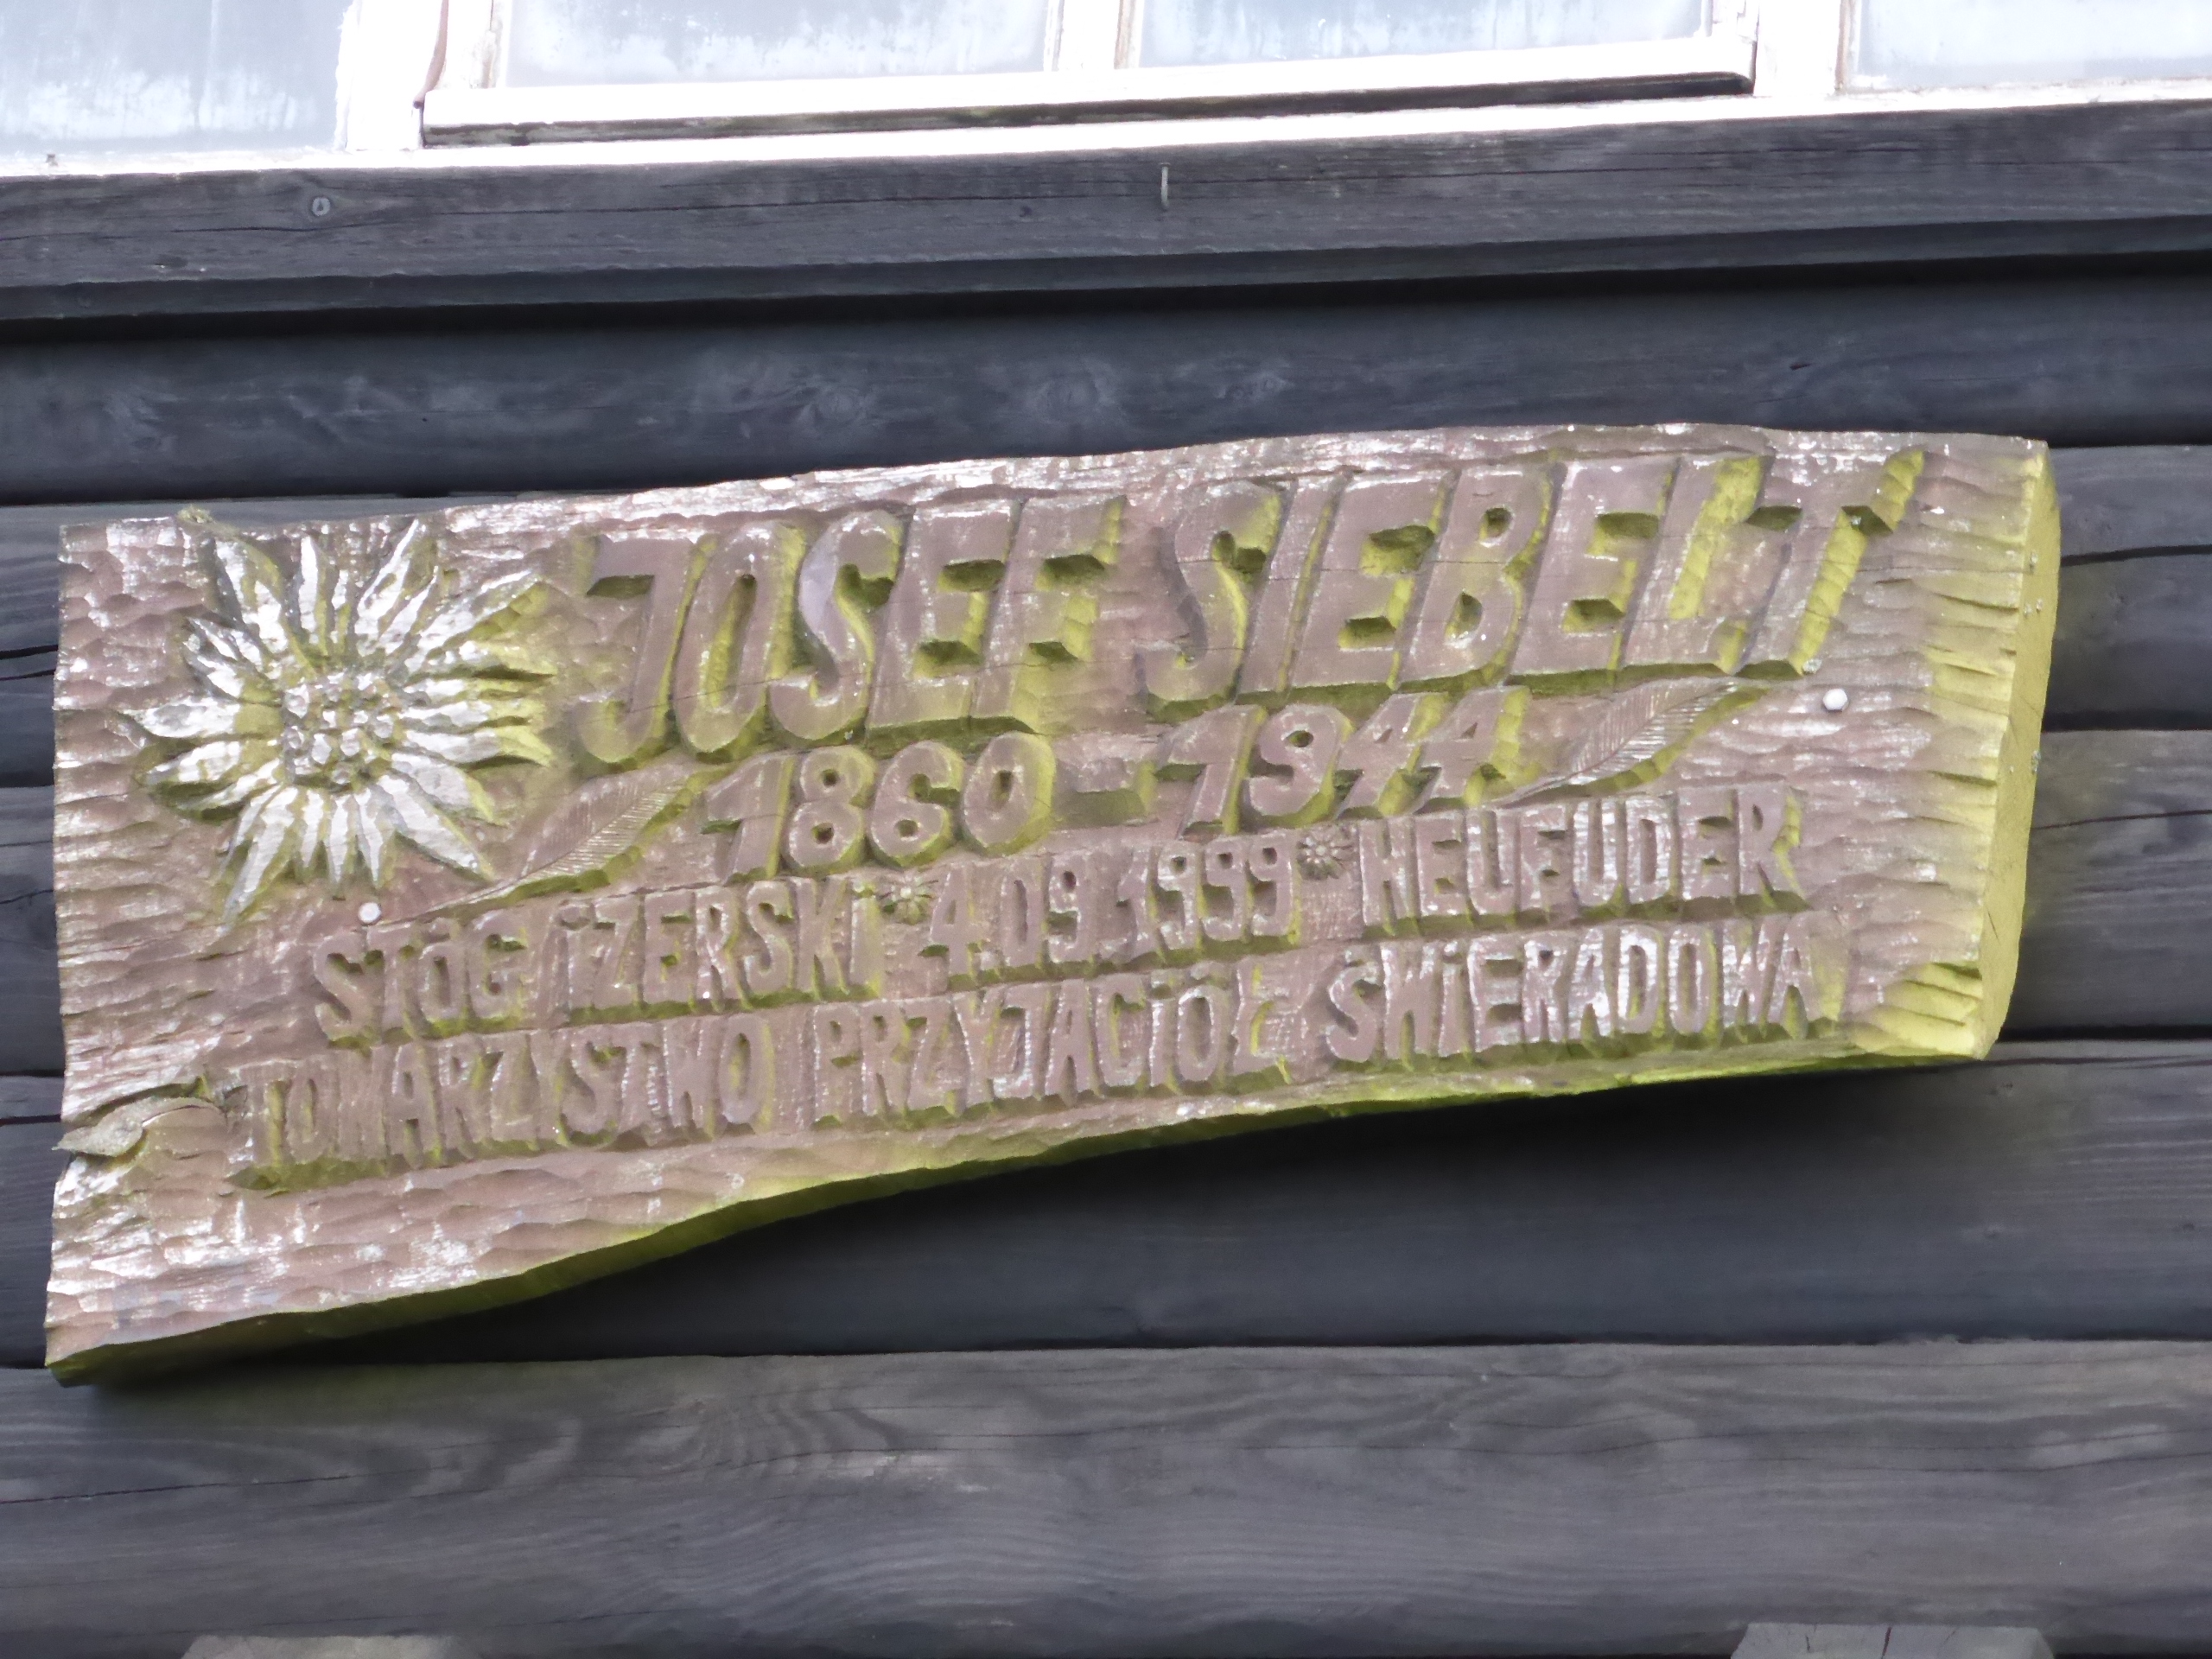 JOSEF SIEBELT
1860 - 1944
STÓG IZERSKI * 4.09.1999 * HEUFUDER
TOWARZYSTWO PRZYJACIÓŁ ŚWIERADOWA